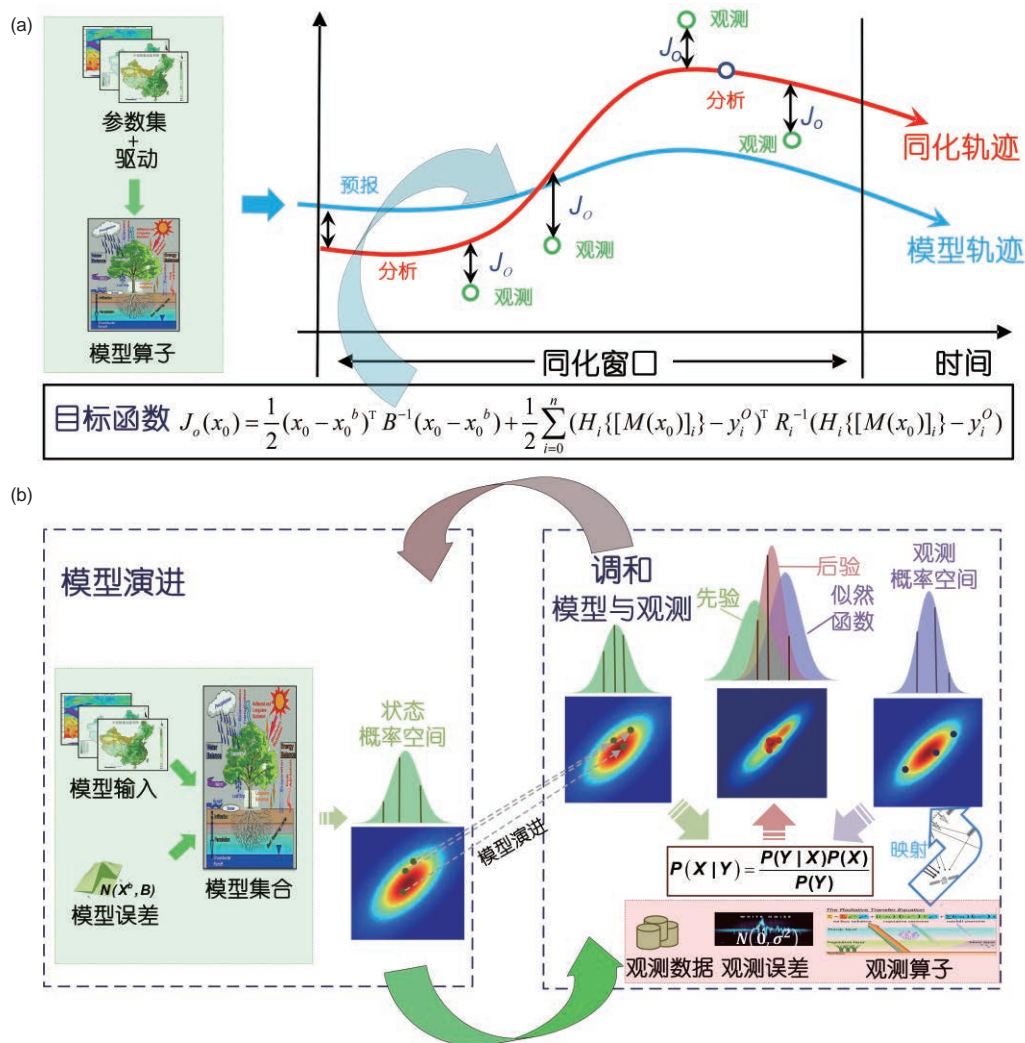 (a)
参数集
+
驱动
模型算子
预报
分析
观测
J_O
观测
J_O
观测
J_o
分析
J_o
观测
J_o
观测
同化轨迹
模型轨迹
同化窗口
时间
目标函数 J_o(x_0) = \frac{1}{2}(x_0 - x_0^b)^T B^{-1}(x_0 - x_0^b) + \frac{1}{2}\sum_{i=0}^{n}(H_i\{[M(x_0)]_i\} - y_i^O)^T R_i^{-1}(H_i\{[M(x_0)]_i\} - y_i^O)
(b)
模型演进
模型输入
N(X^b, B)
模型误差
模型集合
状态
概率空间
模型演进
调和
模型与观测
先验
后验
似然
函数
观测
概率空间
P(X|Y) = \frac{P(Y|X)P(X)}{P(Y)}
映射
The Radiative Transfer Equation
N(0, σ²)
观测数据
观测误差
观测算子